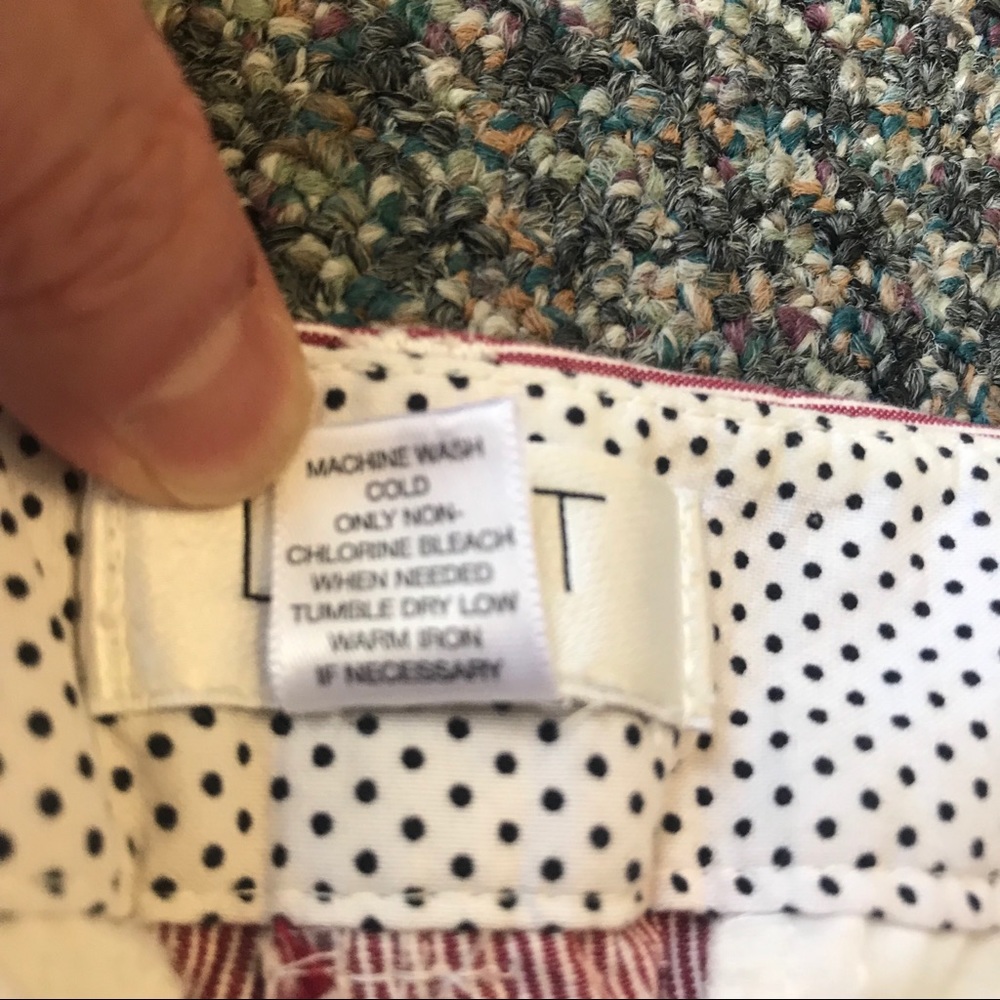 MACHINE WASH
COLD
ONLY NON-
CHLORINE BLEACH
WHEN NEEDED
TUMBLE DRY LOW
WARM IRON
IF NECESSARY
L T